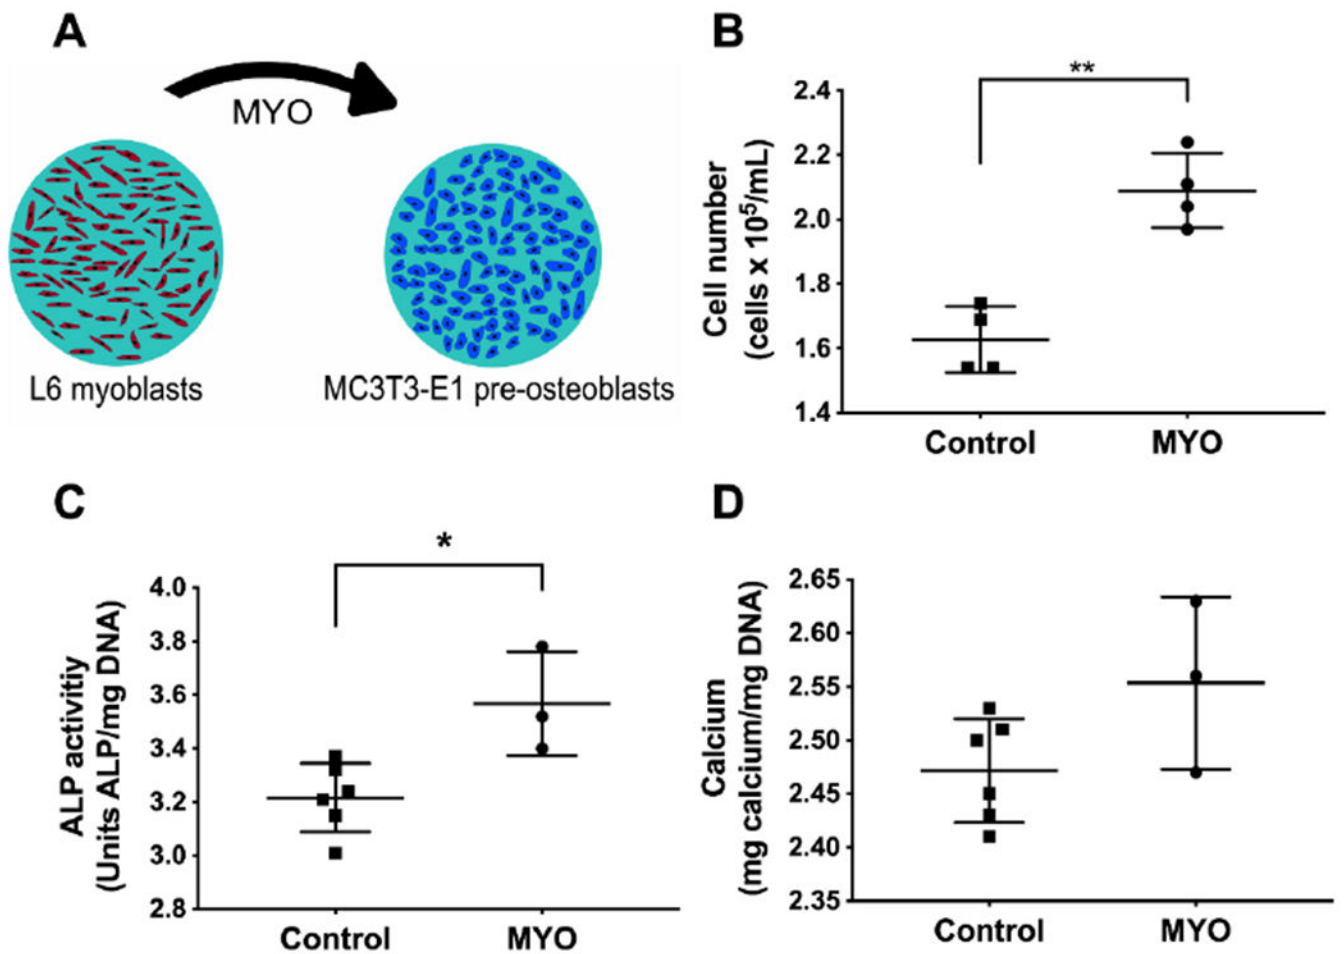 A
MYO
L6 myoblasts
MC3T3-E1 pre-osteoblasts
B
**
Cell number
(cells x 10⁵/mL)
2.4
2.2
2.0
1.8
1.6
1.4
Control
MYO
C
*
ALP activitiy
(Units ALP/mg DNA)
4.0
3.8
3.6
3.4
3.2
3.0
2.8
Control
MYO
D
Calcium
(mg calcium/mg DNA)
2.65
2.60
2.55
2.50
2.45
2.40
2.35
Control
MYO